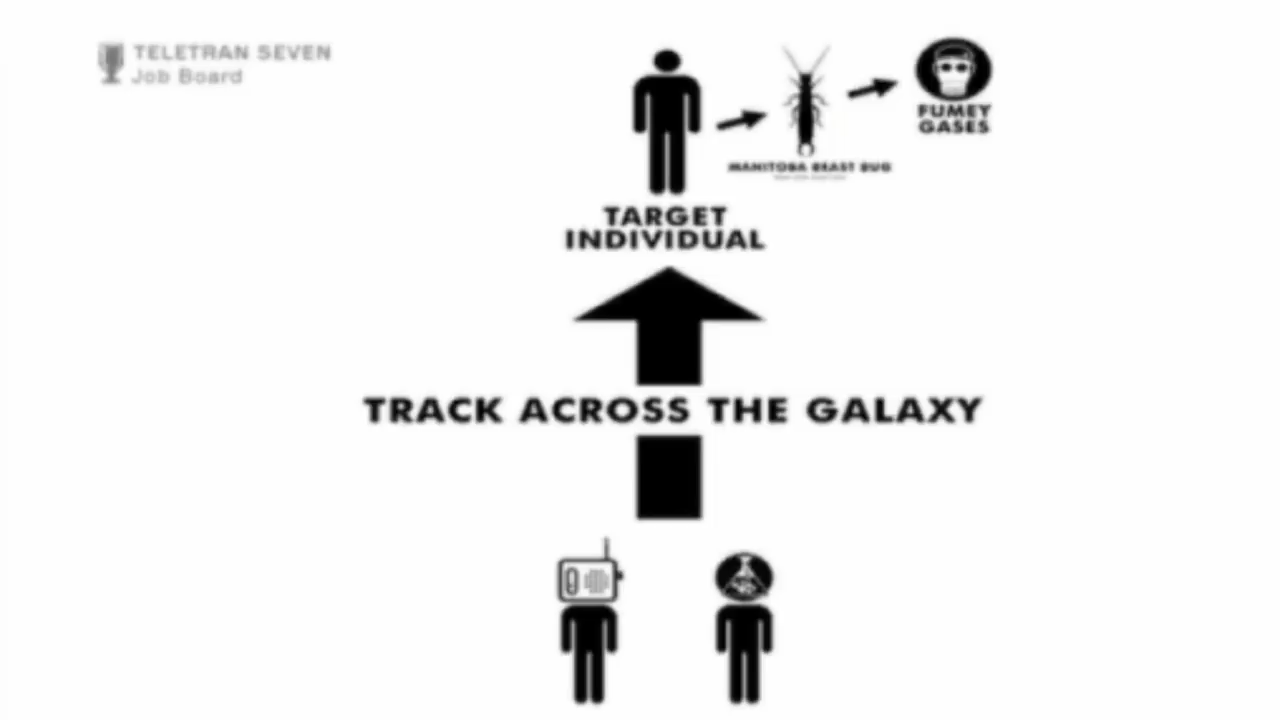 TELETRAN SEVEN
Job Board
FUMEY
GASES
MANITOBA BEAST BUG
TARGET
INDIVIDUAL
TRACK ACROSS THE GALAXY